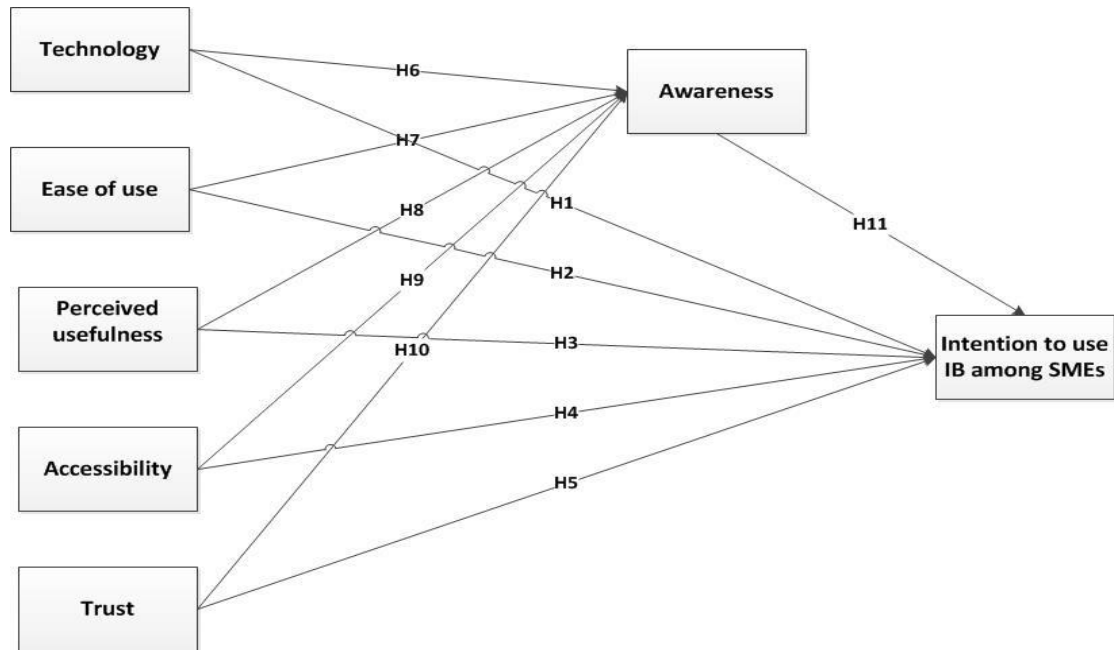 Technology
H6
Awareness
H7
Ease of use
H8
H1
H11
H9
H2
Perceived
usefulness
H10
H3
Intention to use
IB among SMEs
H4
Accessibility
H5
Trust